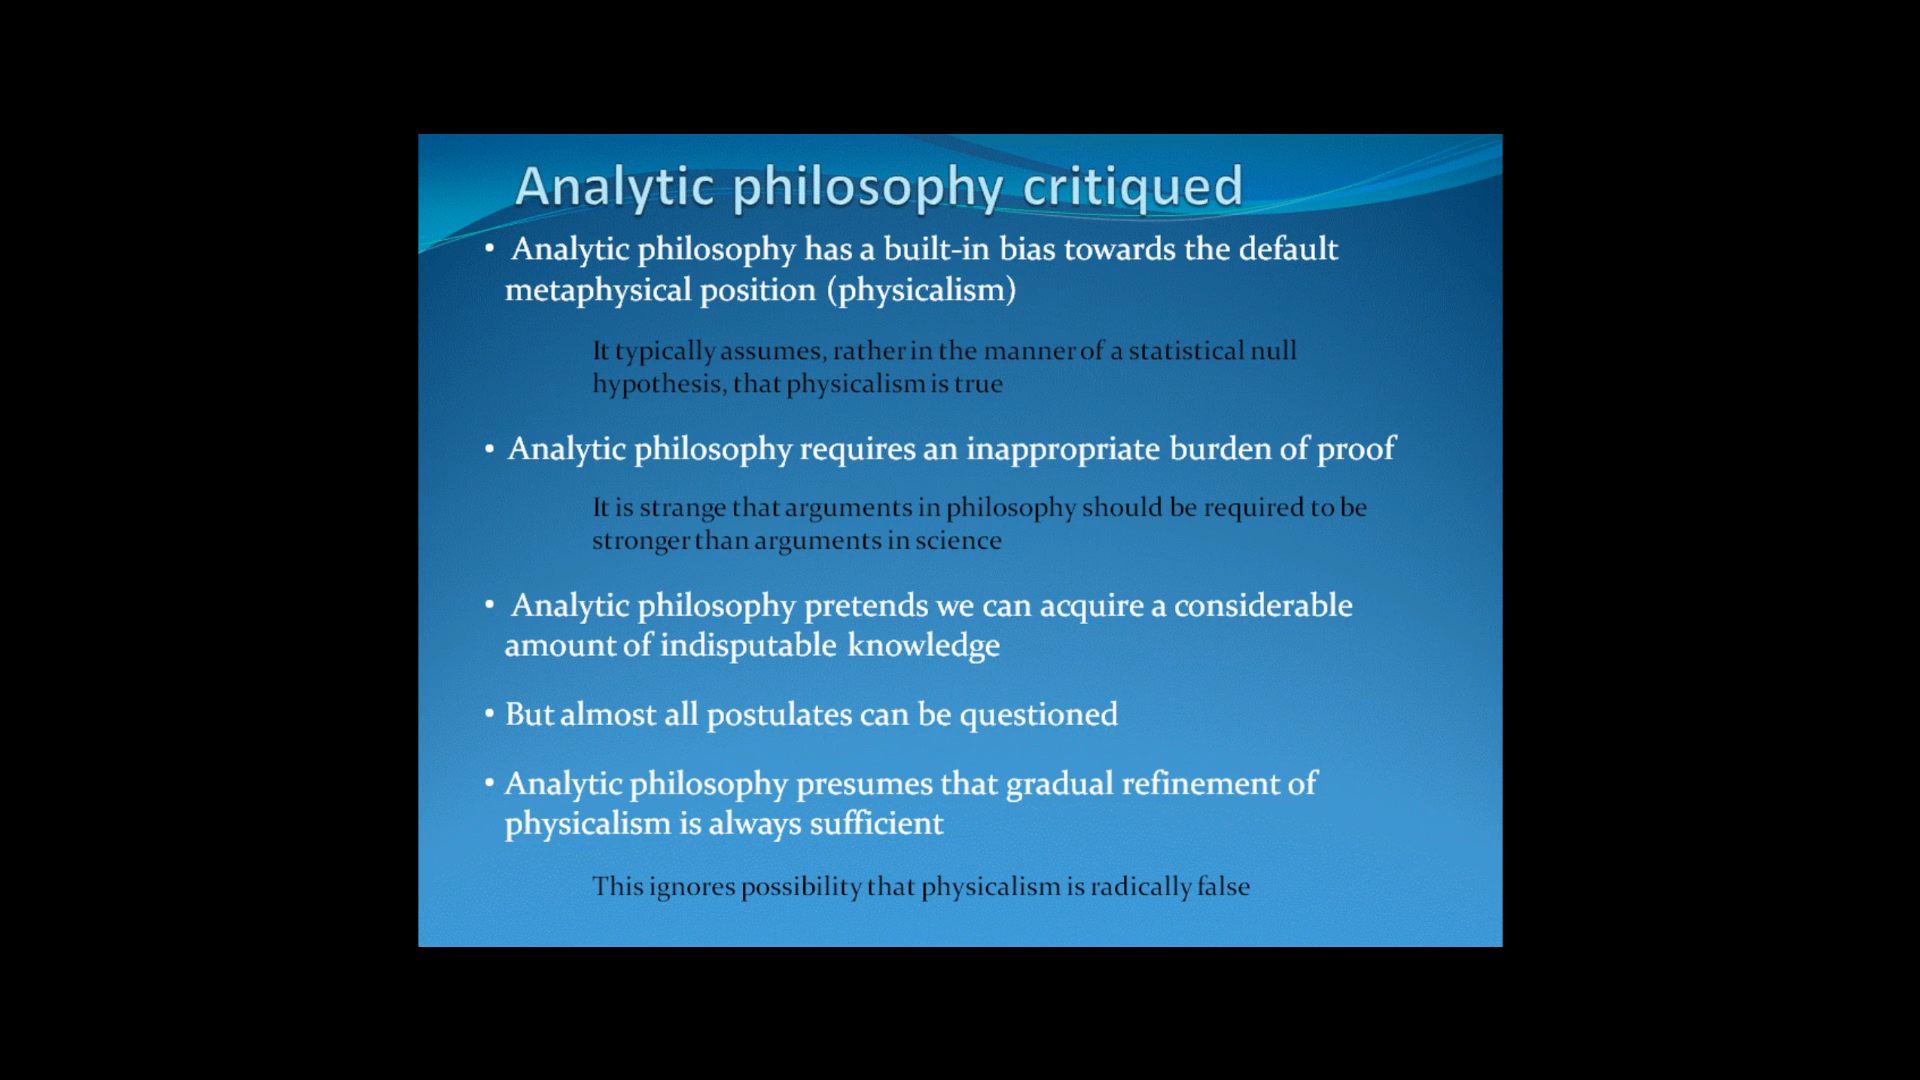 Analytic philosophy critiqued
• Analytic philosophy has a built-in bias towards the default
metaphysical position (physicalism)
It typically assumes, rather in the manner of a statistical null
hypothesis, that physicalism is true
• Analytic philosophy requires an inappropriate burden of proof
It is strange that arguments in philosophy should be required to be
stronger than arguments in science
• Analytic philosophy pretends we can acquire a considerable
amount of indisputable knowledge
• But almost all postulates can be questioned
• Analytic philosophy presumes that gradual refinement of
physicalism is always sufficient
This ignores possibility that physicalism is radically false